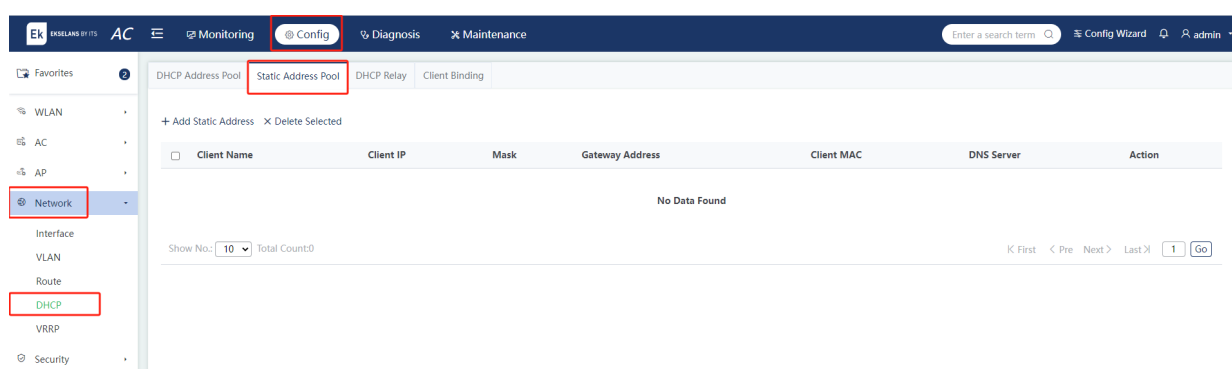 Ek EKSELANS BY ITS AC Monitoring Config Diagnosis Maintenance Enter a search term Config Wizard admin
Favorites 2
DHCP Address Pool Static Address Pool DHCP Relay Client Binding
WLAN
+ Add Static Address X Delete Selected
AC
Client Name Client IP Mask Gateway Address Client MAC DNS Server Action
AP
Network
No Data Found
Interface
Show No.: 10 Total Count:0 First Pre Next Last 1 Go
VLAN
Route
DHCP
VRRP
Security